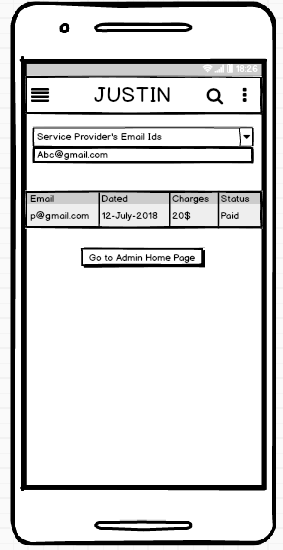 18:26
JUSTIN
Service Provider's Email Ids
Abc@gmail.com
Email Dated Charges Status
p@gmail.com 12-July-2018 20$ Paid
Go to Admin Home Page